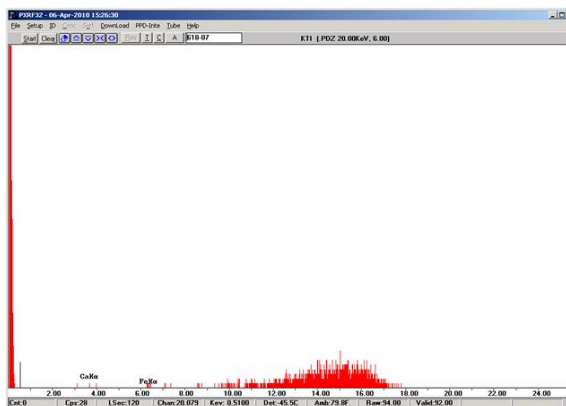 PXRF32 - 06-Apr-2010 15:26:30
File Setup ID Conc Sort DownLoad PPD-Inte Tube Help
Start Clear I C A 618-07 KTI (.PDZ 20.00KeV, 6.00)
CaKα
FeKα
2.00 4.00 6.00 8.00 10.00 12.00 14.00 16.00 18.00 20.00 22.00 24.00
Cnt:0 Cps:28 LSec:120 Chan:20.079 Kev: 0.5100 Det:-45.5C Amb:79.8F Raw:94.00 Valid:92.00